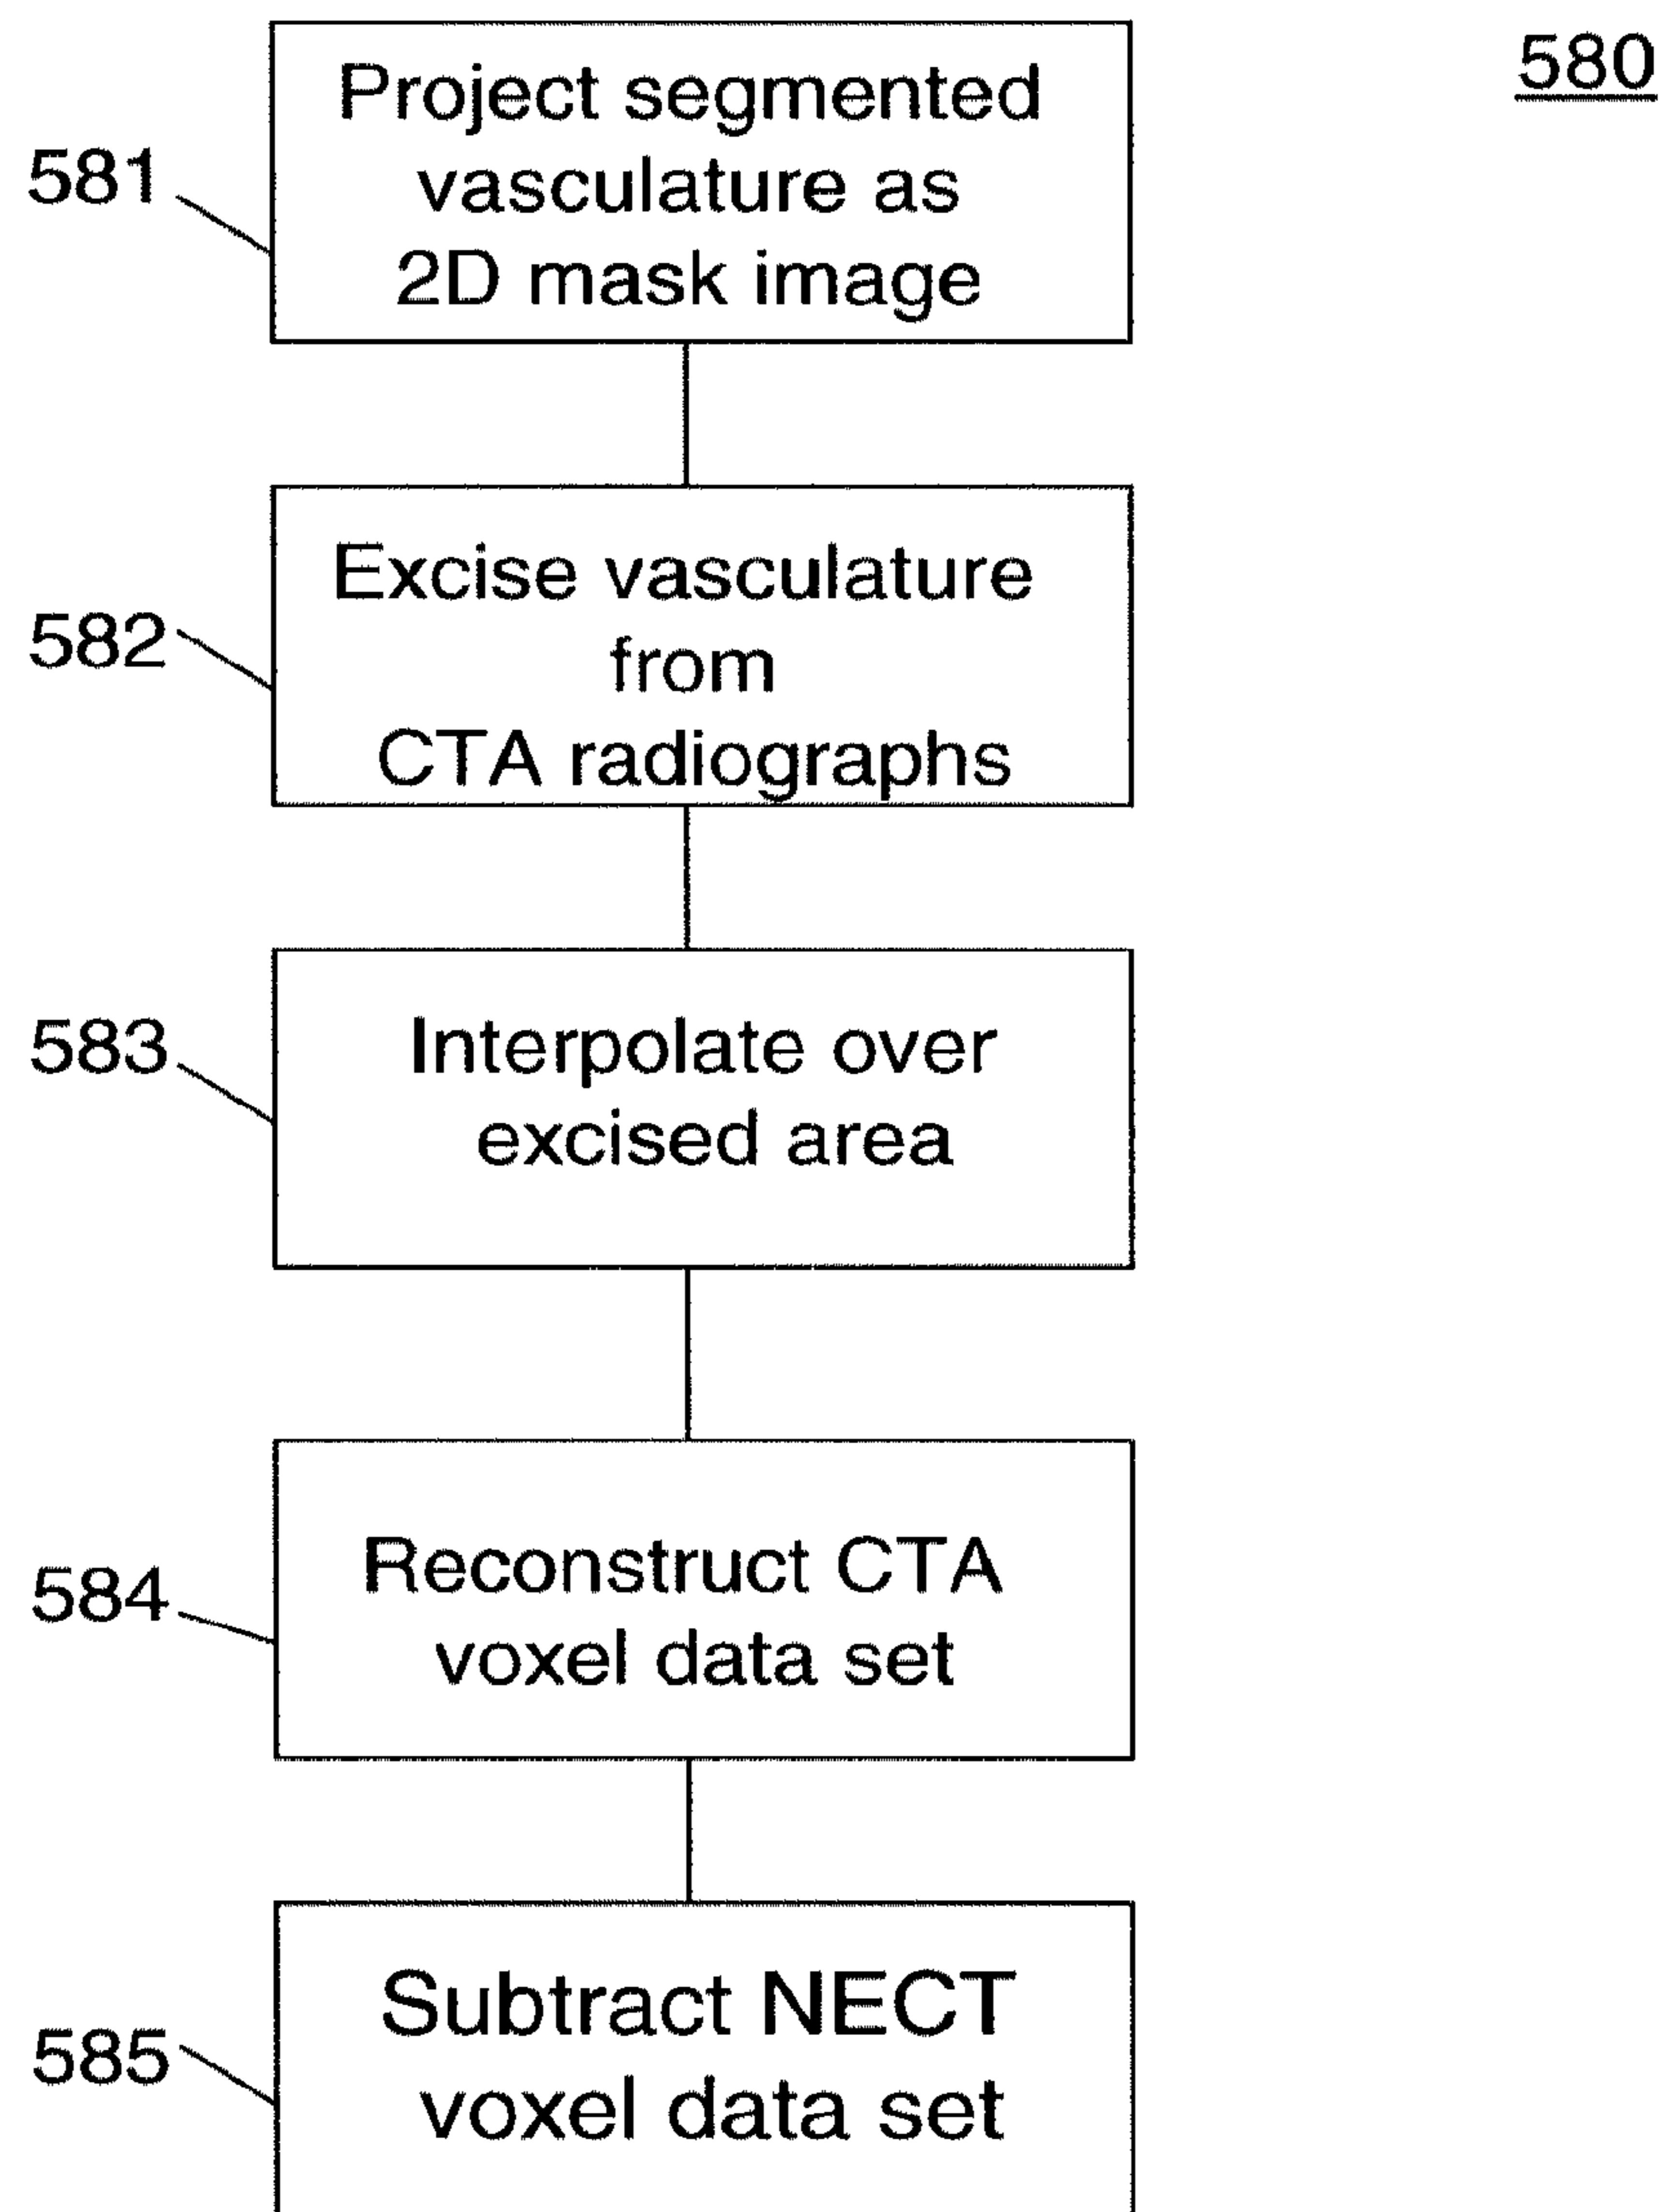 580
581
Project segmented
vasculature as
2D mask image
582
Excise vasculature
from
CTA radiographs
583
Interpolate over
excised area
584
Reconstruct CTA
voxel data set
585
Subtract NECT
voxel data set